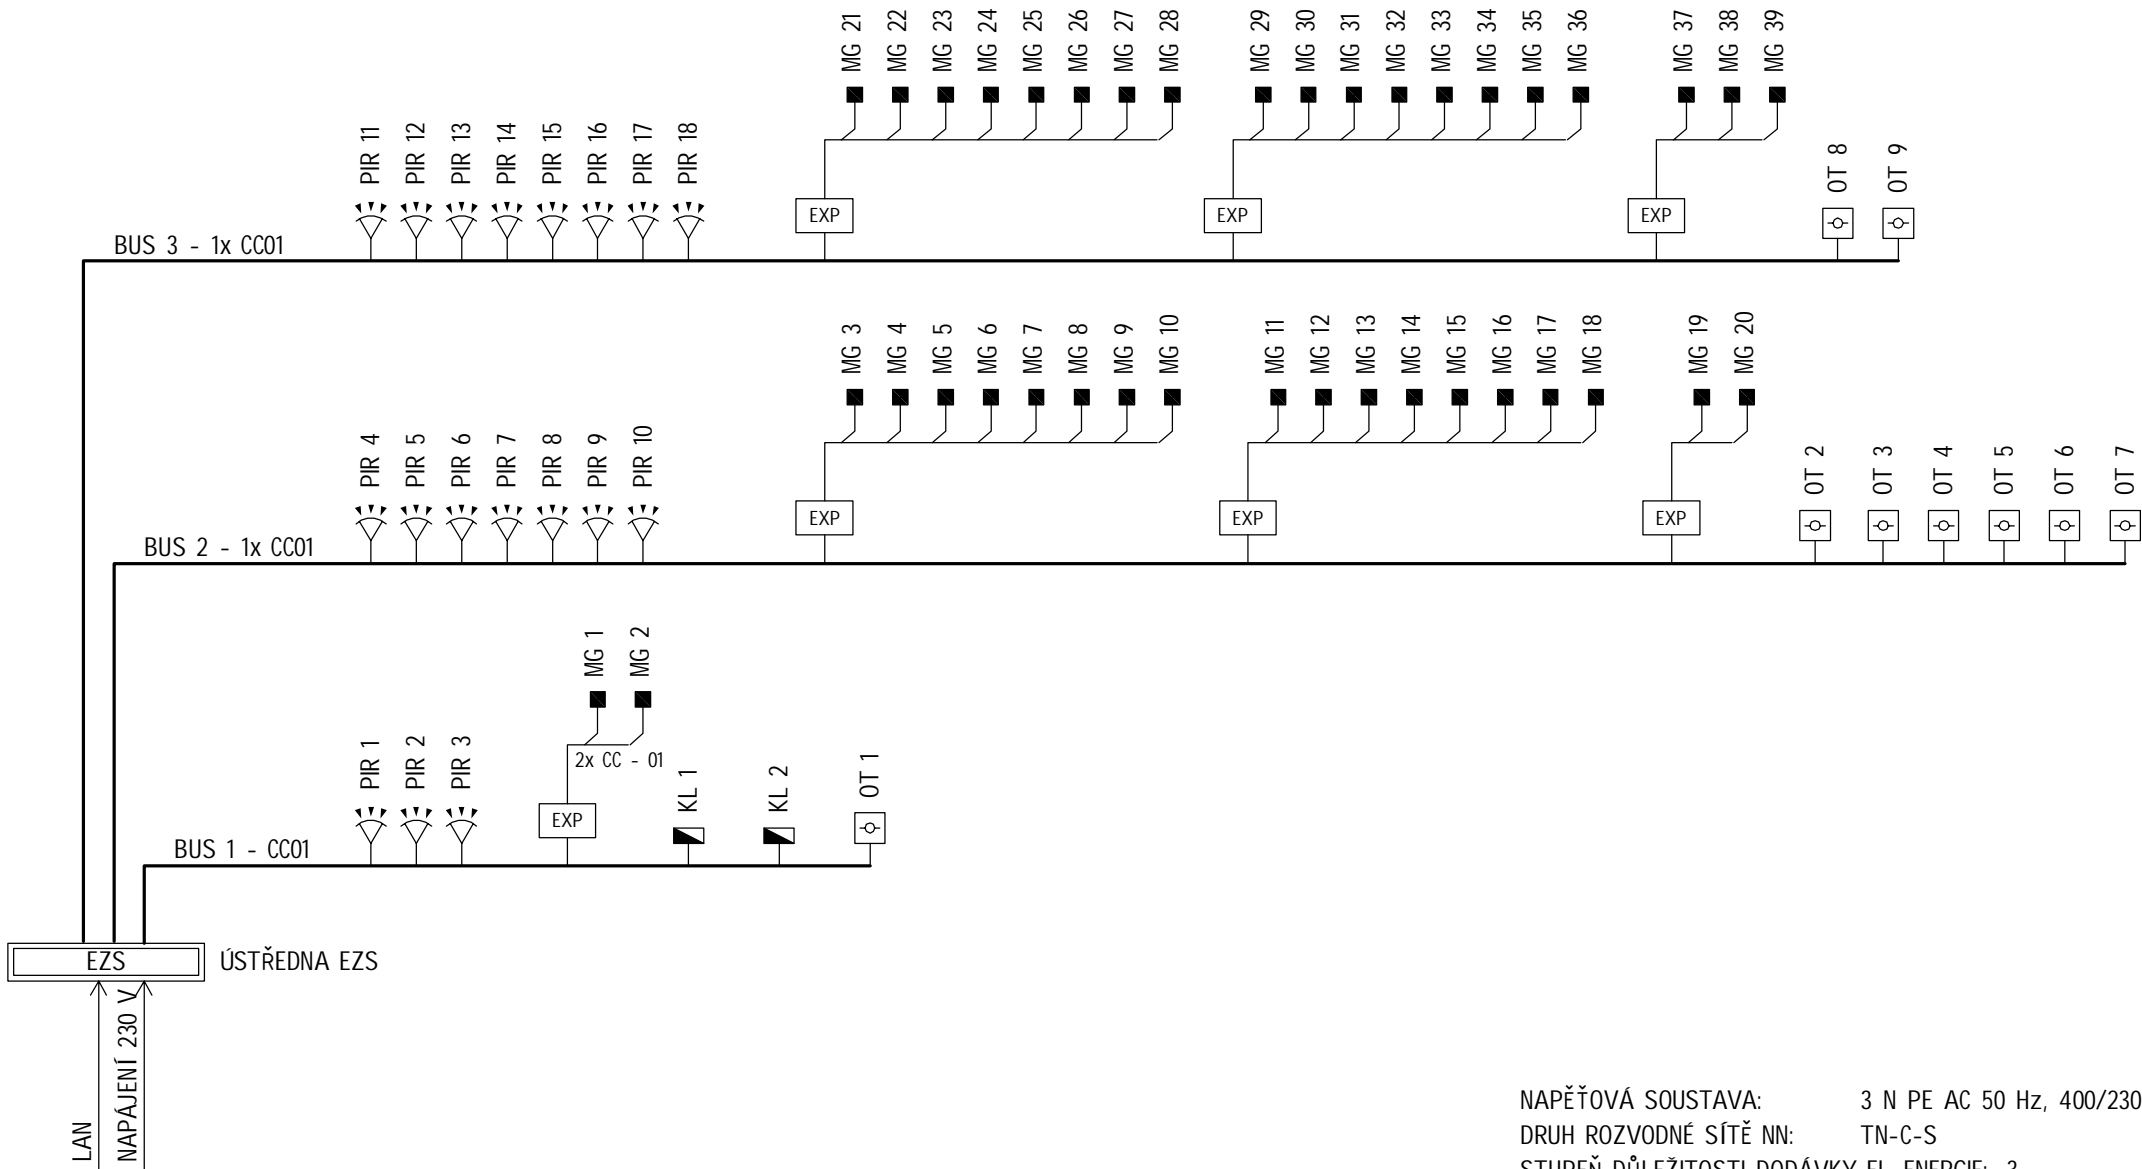 MG 21 MG 22 MG 23 MG 24 MG 25 MG 26 MG 27 MG 28 MG 29 MG 30 MG 31 MG 32 MG 33 MG 34 MG 35 MG 36 MG 37 MG 38 MG 39
PIR 11 PIR 12 PIR 13 PIR 14 PIR 15 PIR 16 PIR 17 PIR 18 OT 8 OT 9
EXP EXP EXP
BUS 3 - 1x CC01
MG 3 MG 4 MG 5 MG 6 MG 7 MG 8 MG 9 MG 10 MG 11 MG 12 MG 13 MG 14 MG 15 MG 16 MG 17 MG 18 MG 19 MG 20
PIR 4 PIR 5 PIR 6 PIR 7 PIR 8 PIR 9 PIR 10 OT 2 OT 3 OT 4 OT 5 OT 6 OT 7
EXP EXP EXP
BUS 2 - 1x CC01
MG 1 MG 2
2x CC - 01
PIR 1 PIR 2 PIR 3 KL 1 KL 2 OT 1
EXP
BUS 1 - CC01
EZS ÚSTŘEDNA EZS
LAN
NAPÁJENÍ 230 V
NAPĚŤOVÁ SOUSTAVA: 3 N PE AC 50 Hz, 400/230
DRUH ROZVODNÉ SÍTĚ NN: TN-C-S
STUPEŇ DŮLEŽITOSTI DODÁVKY EL. ENERGIE: 3